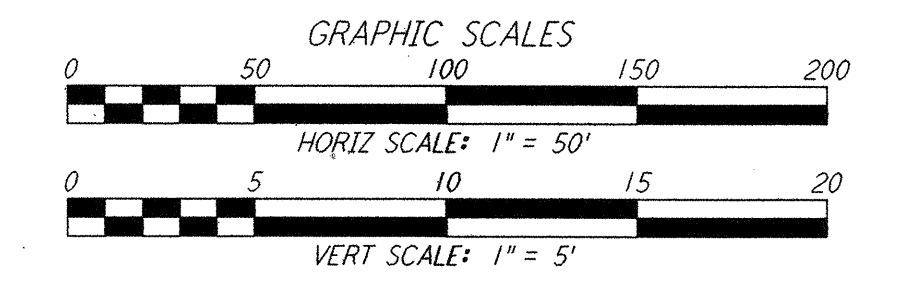 GRAPHIC SCALES
0 50 100 150 200
HORIZ SCALE: 1" = 50'
0 5 10 15 20
VERT SCALE: 1" = 5'